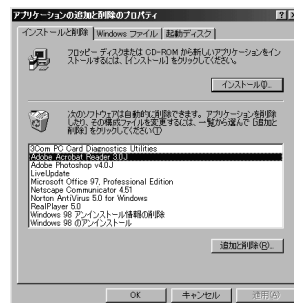 アプリケーションの追加と削除のプロパティ
インストールと削除 Windows ファイル 起動ディスク
フロッピー ディスクまたは CD-ROM から新しいアプリケーションをイン
ストールするには、[インストール] をクリックしてください。
インストール(I)...
次のソフトウェアは自動的に削除できます。アプリケーションを削除
したり、その構成ファイルを変更するには、一覧から選んで [追加と
削除] をクリックしてください(T)
3Com PC Card Diagnostics Utilities
Adobe Acrobat Reader 3.0J
Adobe Photoshop v4.0J
LiveUpdate
Microsoft Office 97, Professional Edition
Netscape Communicator 4.51
Norton AntiVirus 5.0 for Windows
RealPlayer 5.0
Windows 98 アンインストール情報の削除
Windows 98 のアンインストール
追加と削除(R)...
OK キャンセル 適用(A)